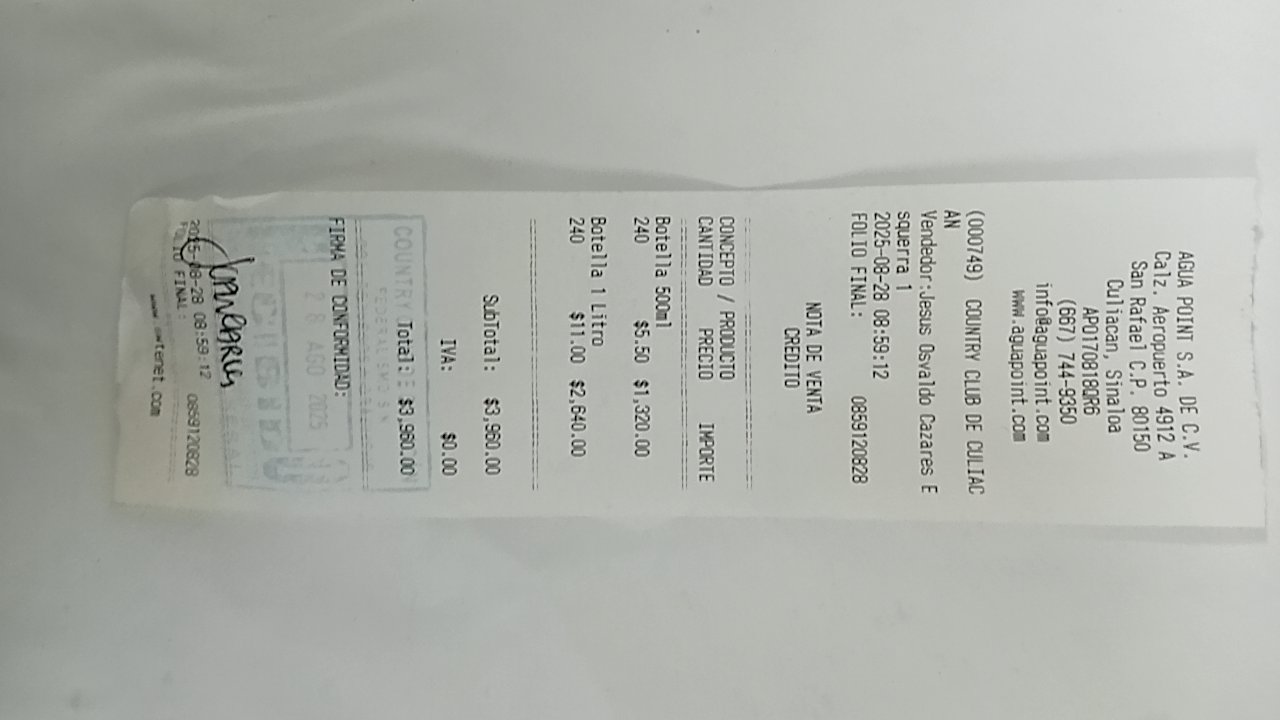 AGUA POINT S.A. DE C.V.
Calz. Aeropuerto 4912 A
San Rafael C.P. 80150
Culiacan, Sinaloa
APO170818QR6
(667) 744-9350
info@aguapoint.com
www.aguapoint.com
(000749) COUNTRY CLUB DE CULIAC
AN
Vendedor:Jesus Osvaldo Cazares E
squerra 1
2025-08-28 08:59:12
FOLIO FINAL: 0859120828
NOTA DE VENTA
CREDITO
CONCEPTO / PRODUCTO
CANTIDAD PRECIO IMPORTE
Botella 500ml
240 $5.50 $1,320.00
Botella 1 Litro
240 $11.00 $2,640.00
SubTotal: $3,960.00
IVA: $0.00
Total: $3,960.00
COUNTRY
28 AGO 2025
FIRMA DE CONFORMIDAD:
2025-08-28 08:59:12
FOLIO FINAL: 0859120828